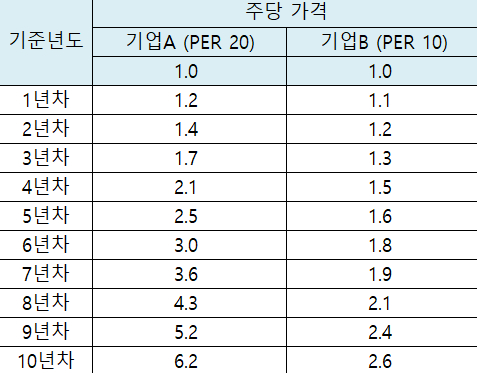 주당 가격
기준년도 기업A (PER 20) 기업B (PER 10)
1.0 1.0
1년차 1.2 1.1
2년차 1.4 1.2
3년차 1.7 1.3
4년차 2.1 1.5
5년차 2.5 1.6
6년차 3.0 1.8
7년차 3.6 1.9
8년차 4.3 2.1
9년차 5.2 2.4
10년차 6.2 2.6